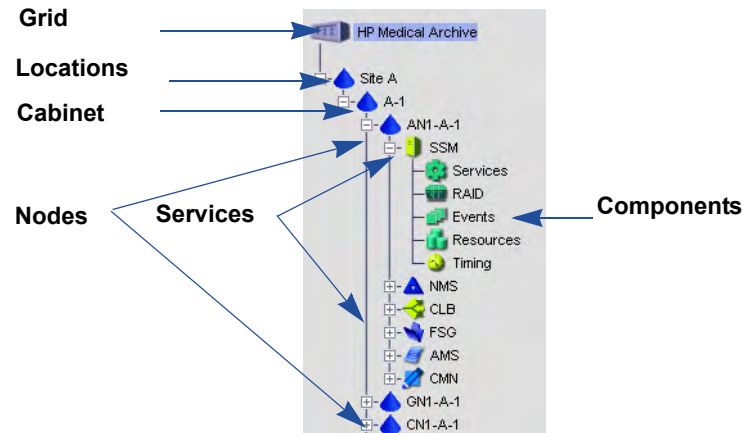 Grid
HP Medical Archive
Locations
Site A
Cabinet
A-1
AN1-A-1
SSM
Services
RAID
Nodes
Services
Events
Components
Resources
Timing
NMS
CLB
FSG
AMS
CMN
GN1-A-1
CN1-A-1